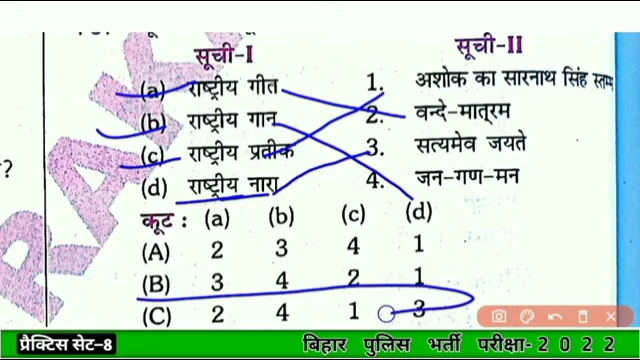 सूची-I सूची-II
(a) राष्ट्रीय गीत 1. अशोक का सारनाथ सिंह स्तम्भ
(b) राष्ट्रीय गान 2. वन्दे-मातृरम
(c) राष्ट्रीय प्रतीक 3. सत्यमेव जयते
(d) राष्ट्रीय नारा 4. जन-गण-मन
कूट : (a) (b) (c) (d)
(A) 2 3 4 1
(B) 3 4 2 1
(C) 2 4 1 3
प्रैक्टिस सेट-8 बिहार पुलिस भर्ती परीक्षा-2022